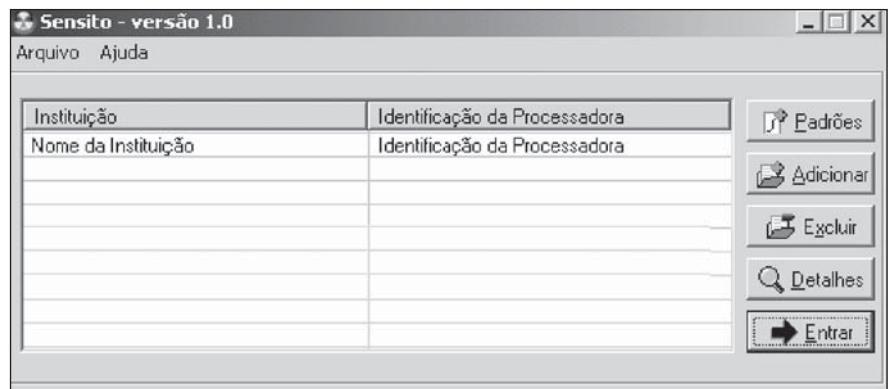 Sensito - versão 1.0
Arquivo Ajuda
Instituição Identificação da Processadora
Nome da Instituição Identificação da Processadora
Padrões
Adicionar
Excluir
Detalhes
Entrar